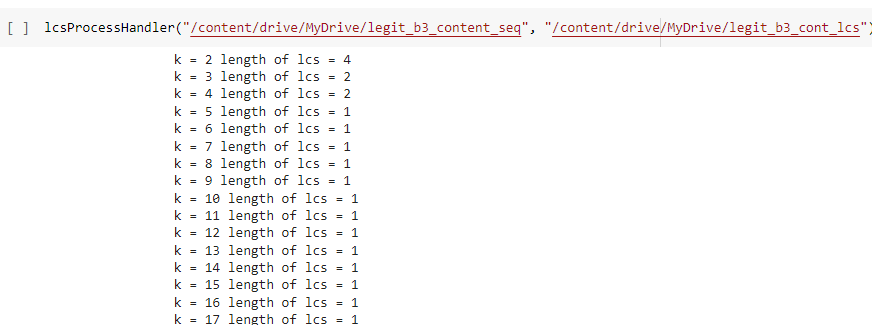 [ ] lcsProcessHandler("/content/drive/MyDrive/legit_b3_content_seq", "/content/drive/MyDrive/legit_b3_cont_lcs")
k = 2 length of lcs = 4
k = 3 length of lcs = 2
k = 4 length of lcs = 2
k = 5 length of lcs = 1
k = 6 length of lcs = 1
k = 7 length of lcs = 1
k = 8 length of lcs = 1
k = 9 length of lcs = 1
k = 10 length of lcs = 1
k = 11 length of lcs = 1
k = 12 length of lcs = 1
k = 13 length of lcs = 1
k = 14 length of lcs = 1
k = 15 length of lcs = 1
k = 16 length of lcs = 1
k = 17 length of lcs = 1